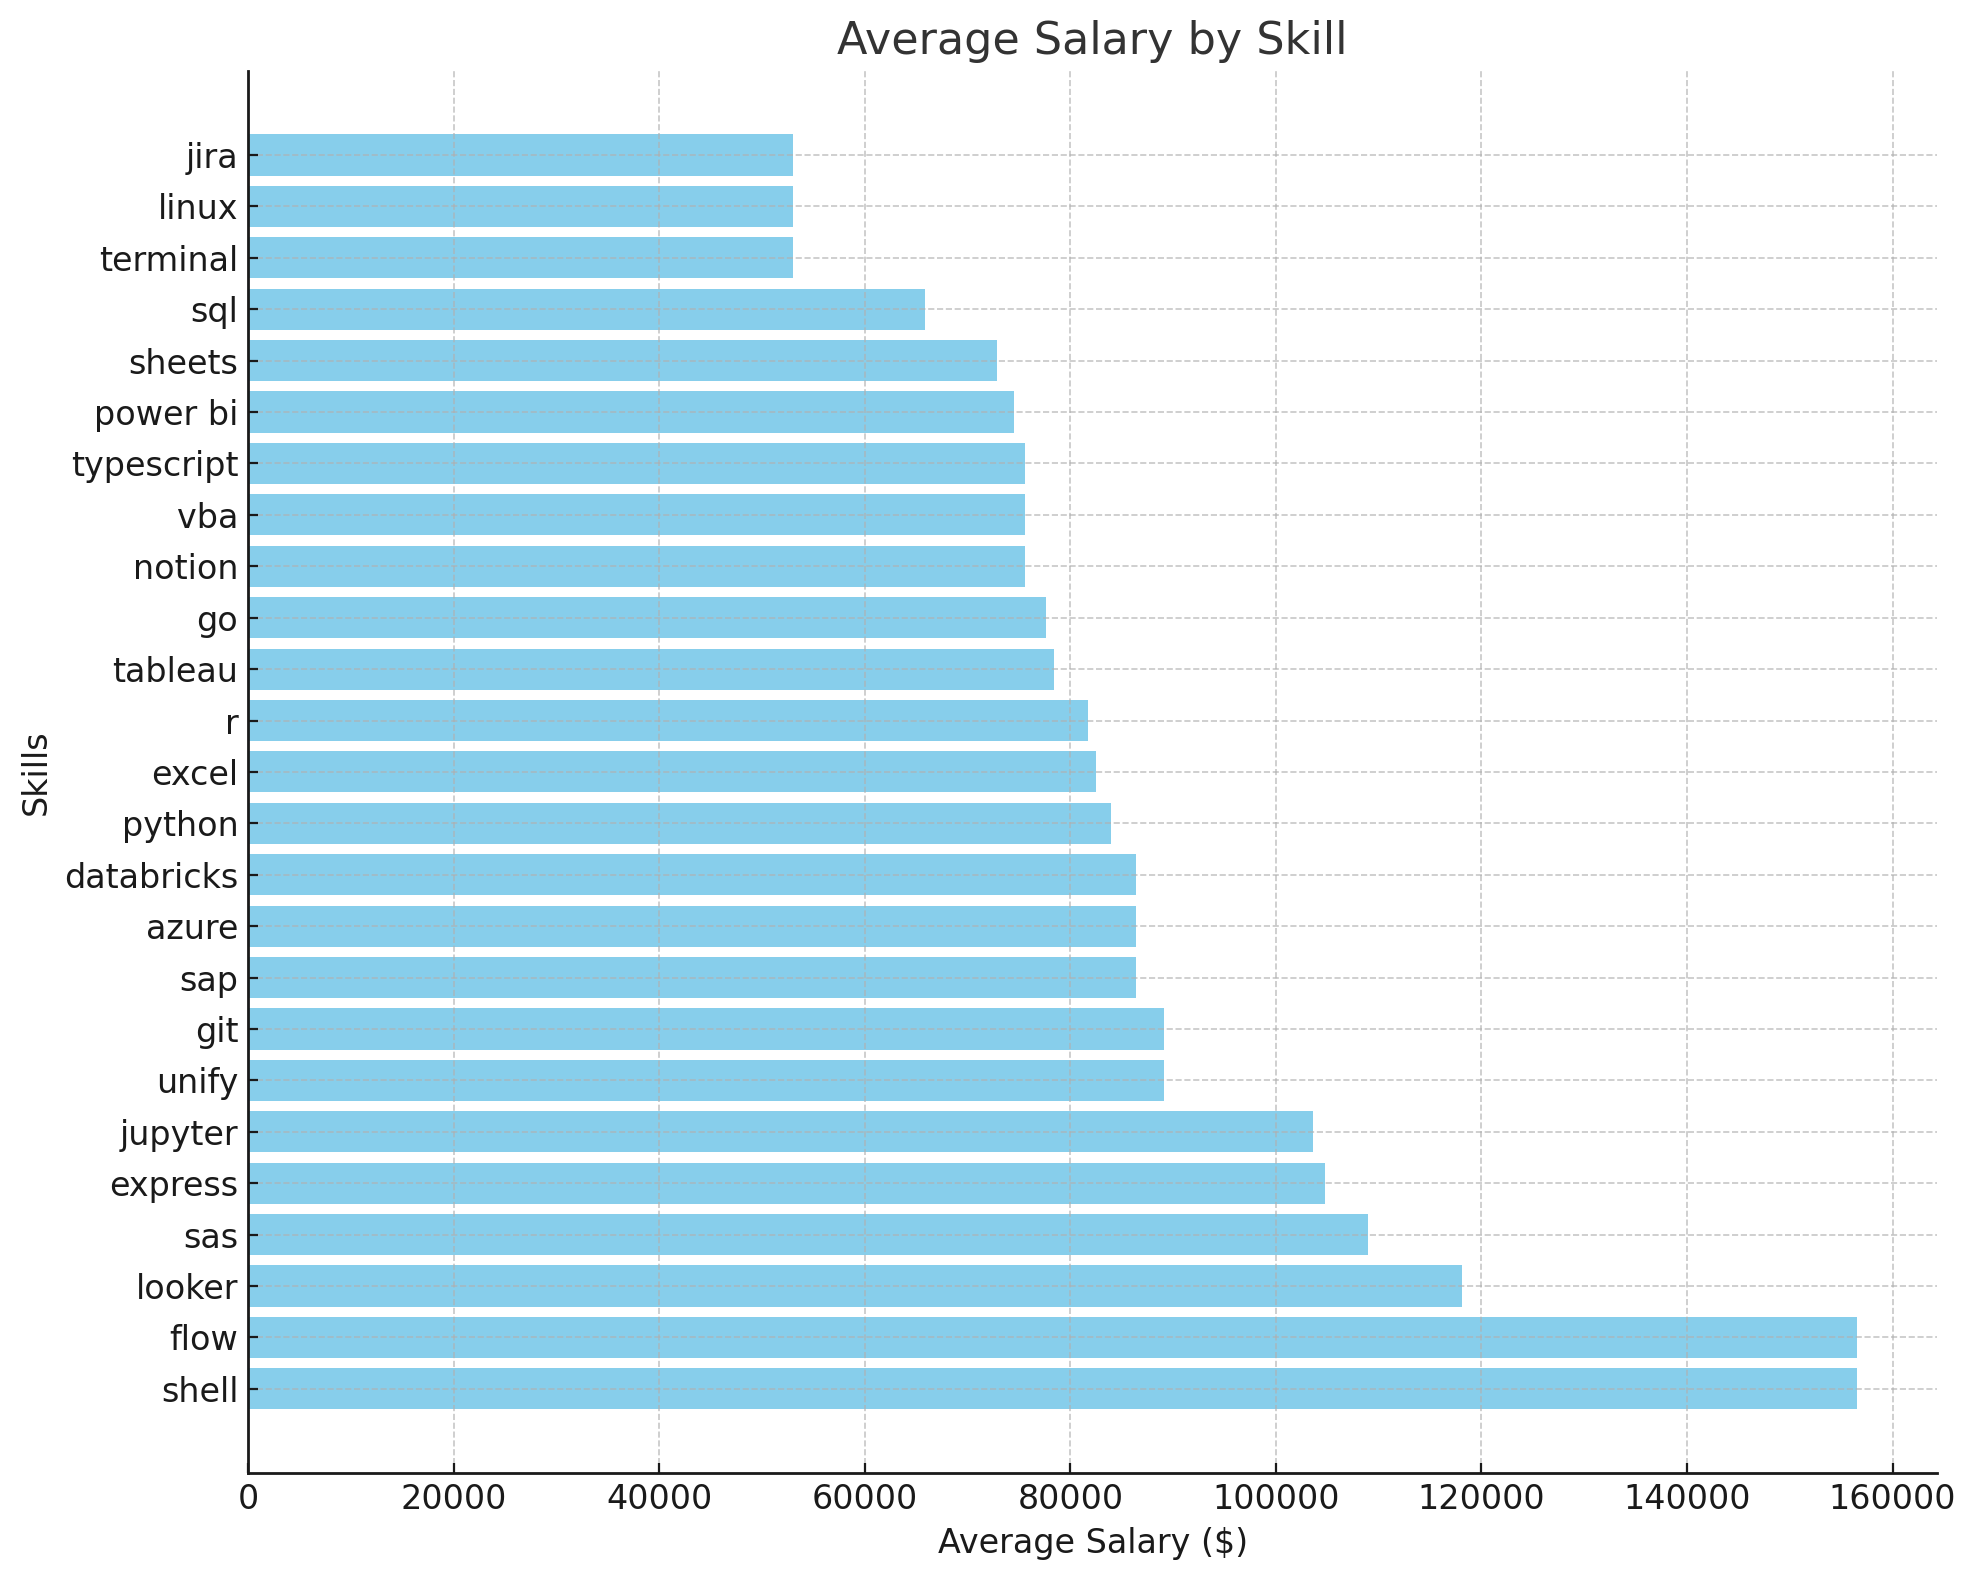 Average Salary by Skill
jira
linux
terminal
sql
sheets
power bi
typescript
vba
notion
go
tableau
r
excel
python
databricks
azure
sap
git
unify
jupyter
express
sas
looker
flow
shell
Skills
0 20000 40000 60000 80000 100000 120000 140000 160000
Average Salary ($)